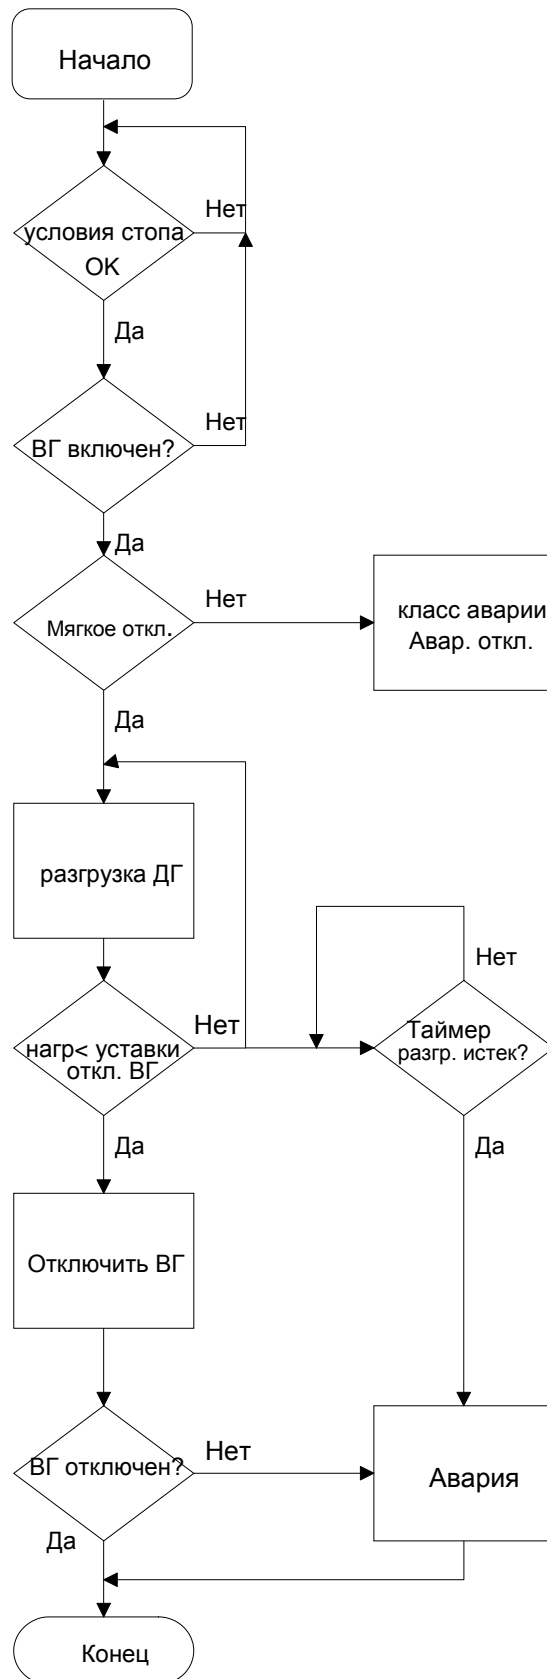 Начало
Нет
условия стопа
OK
Да
Нет
ВГ включен?
Да
Нет
Мягкое откл.
класс аварии
Авар. откл.
Да
разгрузка ДГ
Нет
Нет
нагр< уставки
откл. ВГ
Таймер
разгр. истек?
Да
Да
Отключить ВГ
Нет
ВГ отключен?
Авария
Да
Конец